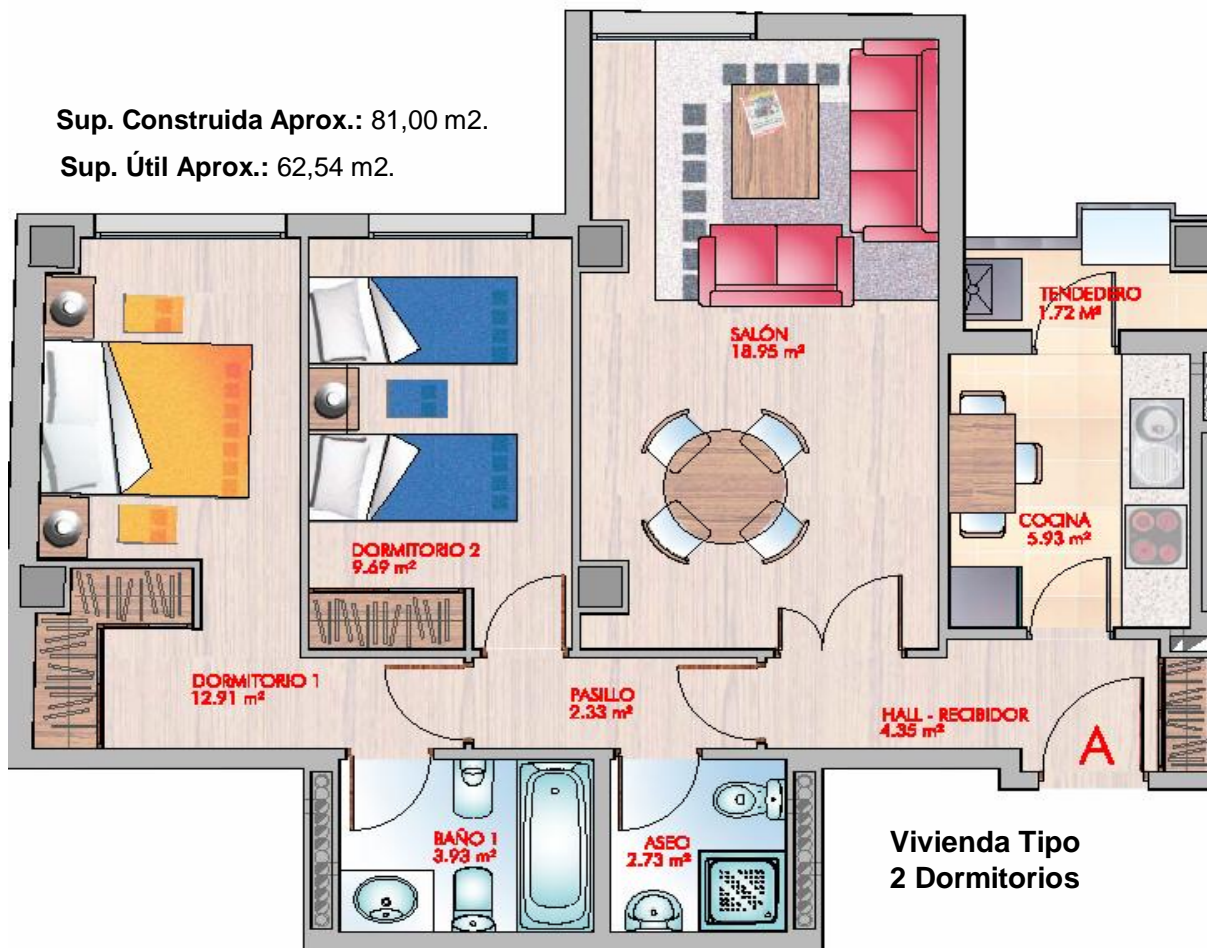 Sup. Construida Aprox.: 81,00 m2.
Sup. Útil Aprox.: 62,54 m2.
TENDEDERO
1.72 M²
SALÓN
18.95 m²
COCINA
5.93 m²
DORMITORIO 2
9.69 m²
DORMITORIO 1
12.91 m²
PASILLO
2.33 m²
HALL - RECIBIDOR
4.35 m²
A
BAÑO 1
3.93 m²
ASEO
2.73 m²
Vivienda Tipo
2 Dormitorios